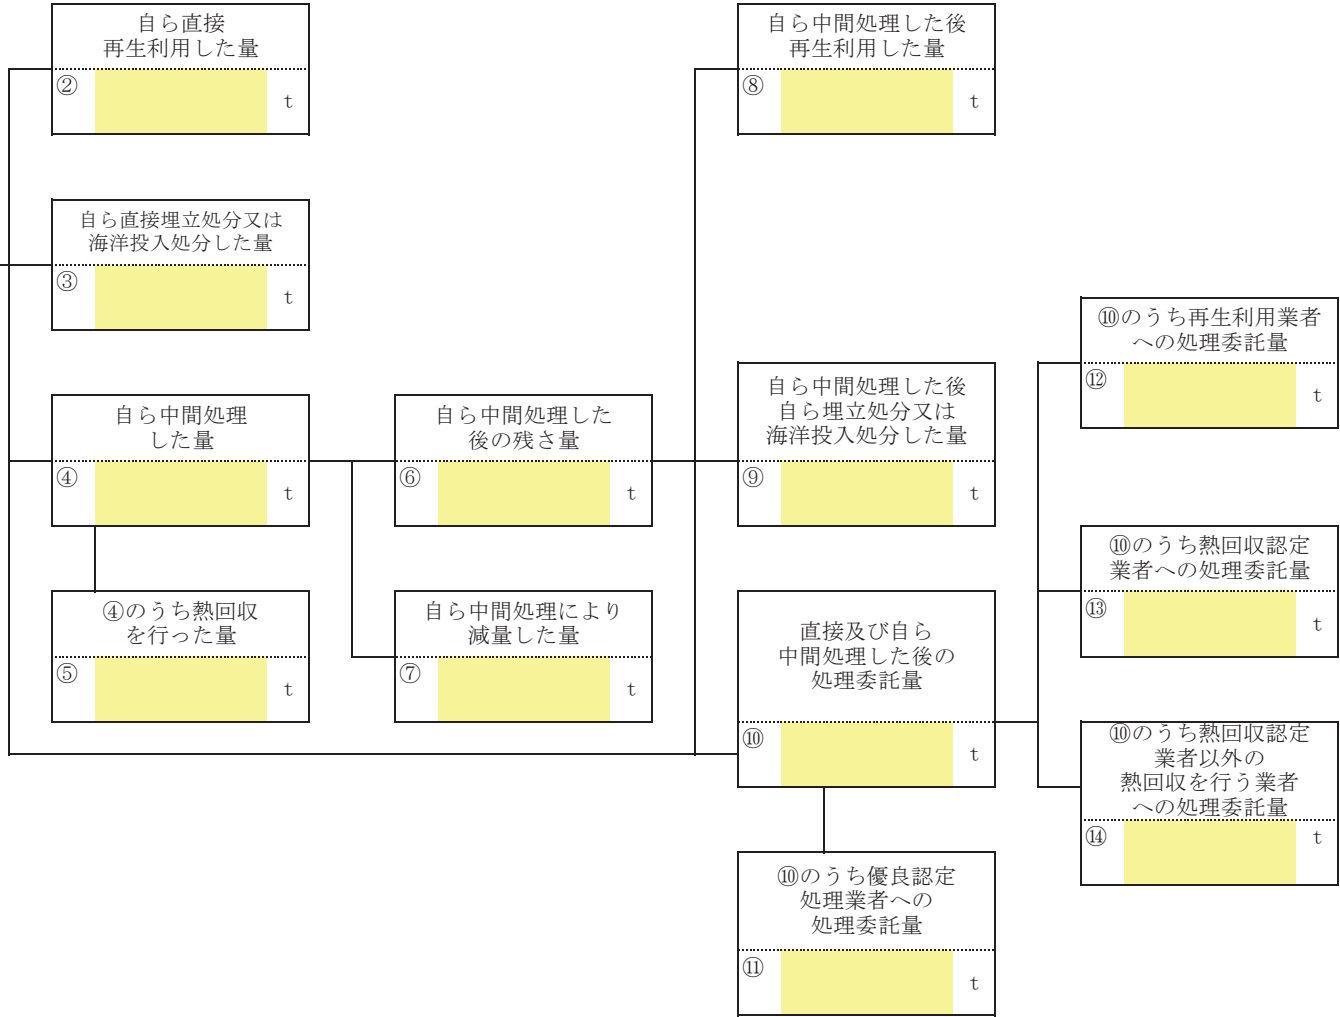 自ら直接
再生利用した量
②
t
自ら中間処理した後
再生利用した量
⑧
t
自ら直接埋立処分又は
海洋投入処分した量
③
t
⑩のうち再生利用業者
への処理委託量
⑫
t
自ら中間処理
した量
④
t
自ら中間処理した
後の残さ量
⑥
t
自ら中間処理した後
自ら埋立処分又は
海洋投入処分した量
⑨
t
⑩のうち熱回収認定
業者への処理委託量
⑬
t
④のうち熱回収
を行った量
⑤
t
自ら中間処理により
減量した量
⑦
t
直接及び自ら
中間処理した後の
処理委託量
⑩
t
⑩のうち熱回収認定
業者以外の
熱回収を行う業者
への処理委託量
⑭
t
⑩のうち優良認定
処理業者への
処理委託量
⑪
t